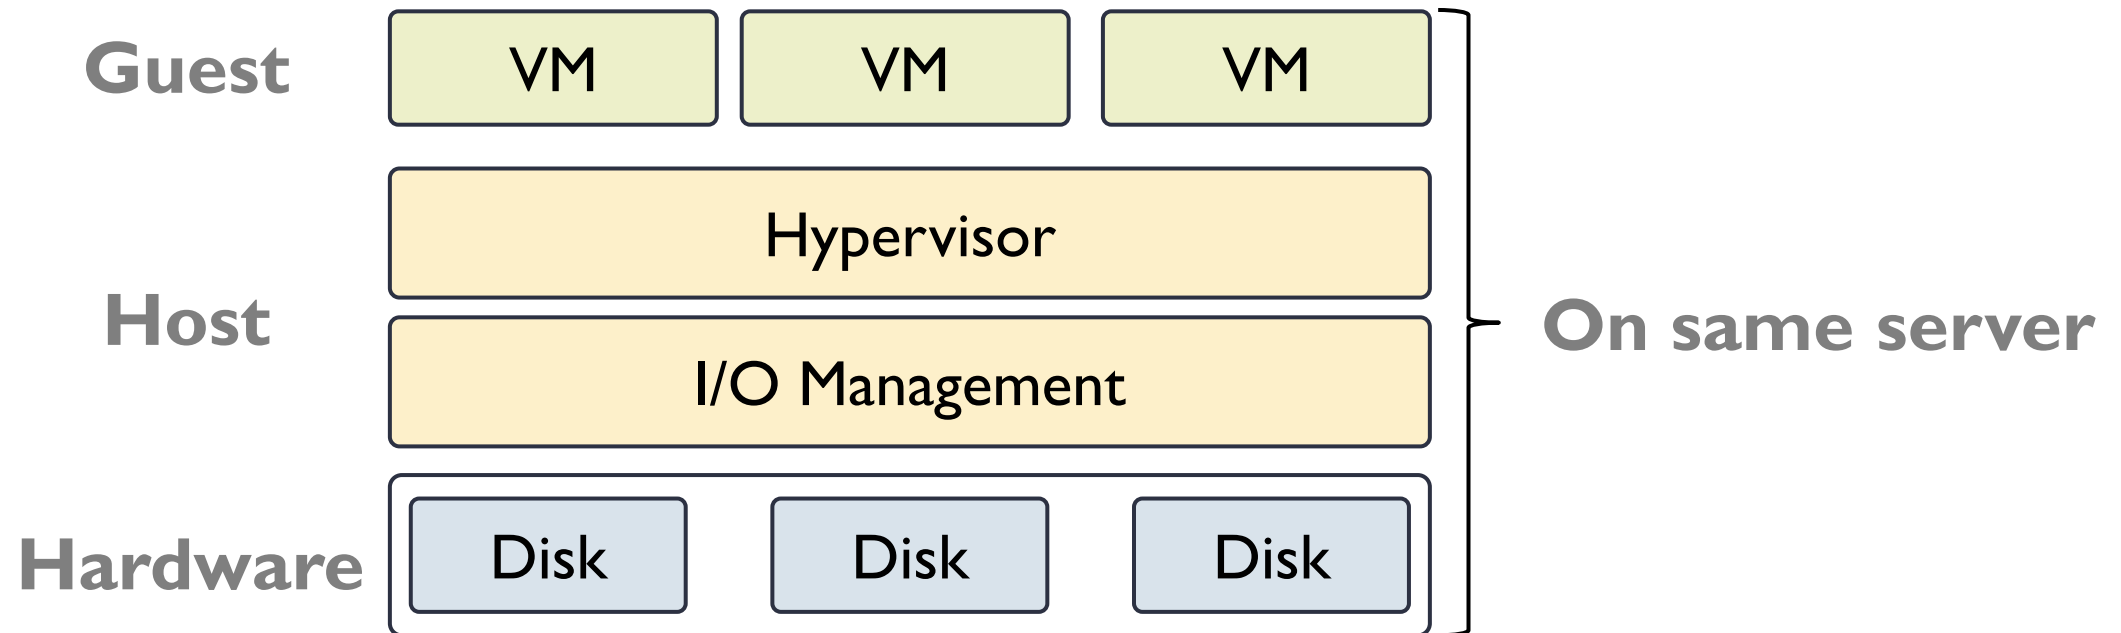 Guest
VM
VM
VM
Host
Hypervisor
I/O Management
On same server
Hardware
Disk
Disk
Disk